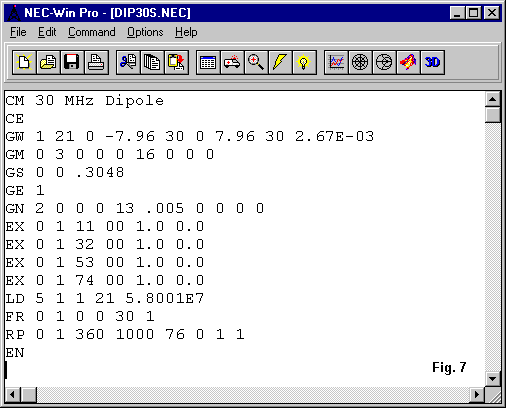 NEC-Win Pro - [DIP30S.NEC]
File Edit Command Options Help
3D
CM 30 MHz Dipole
CE
GW 1 21 0 -7.96 30 0 7.96 30 2.67E-03
GM 0 3 0 0 0 16 0 0 0
GS 0 0 .3048
GE 1
GN 2 0 0 0 13 .005 0 0 0 0
EX 0 1 11 00 1.0 0.0
EX 0 1 32 00 1.0 0.0
EX 0 1 53 00 1.0 0.0
EX 0 1 74 00 1.0 0.0
LD 5 1 1 21 5.8001E7
FR 0 1 0 0 30 1
RP 0 1 360 1000 76 0 1 1
EN
Fig. 7